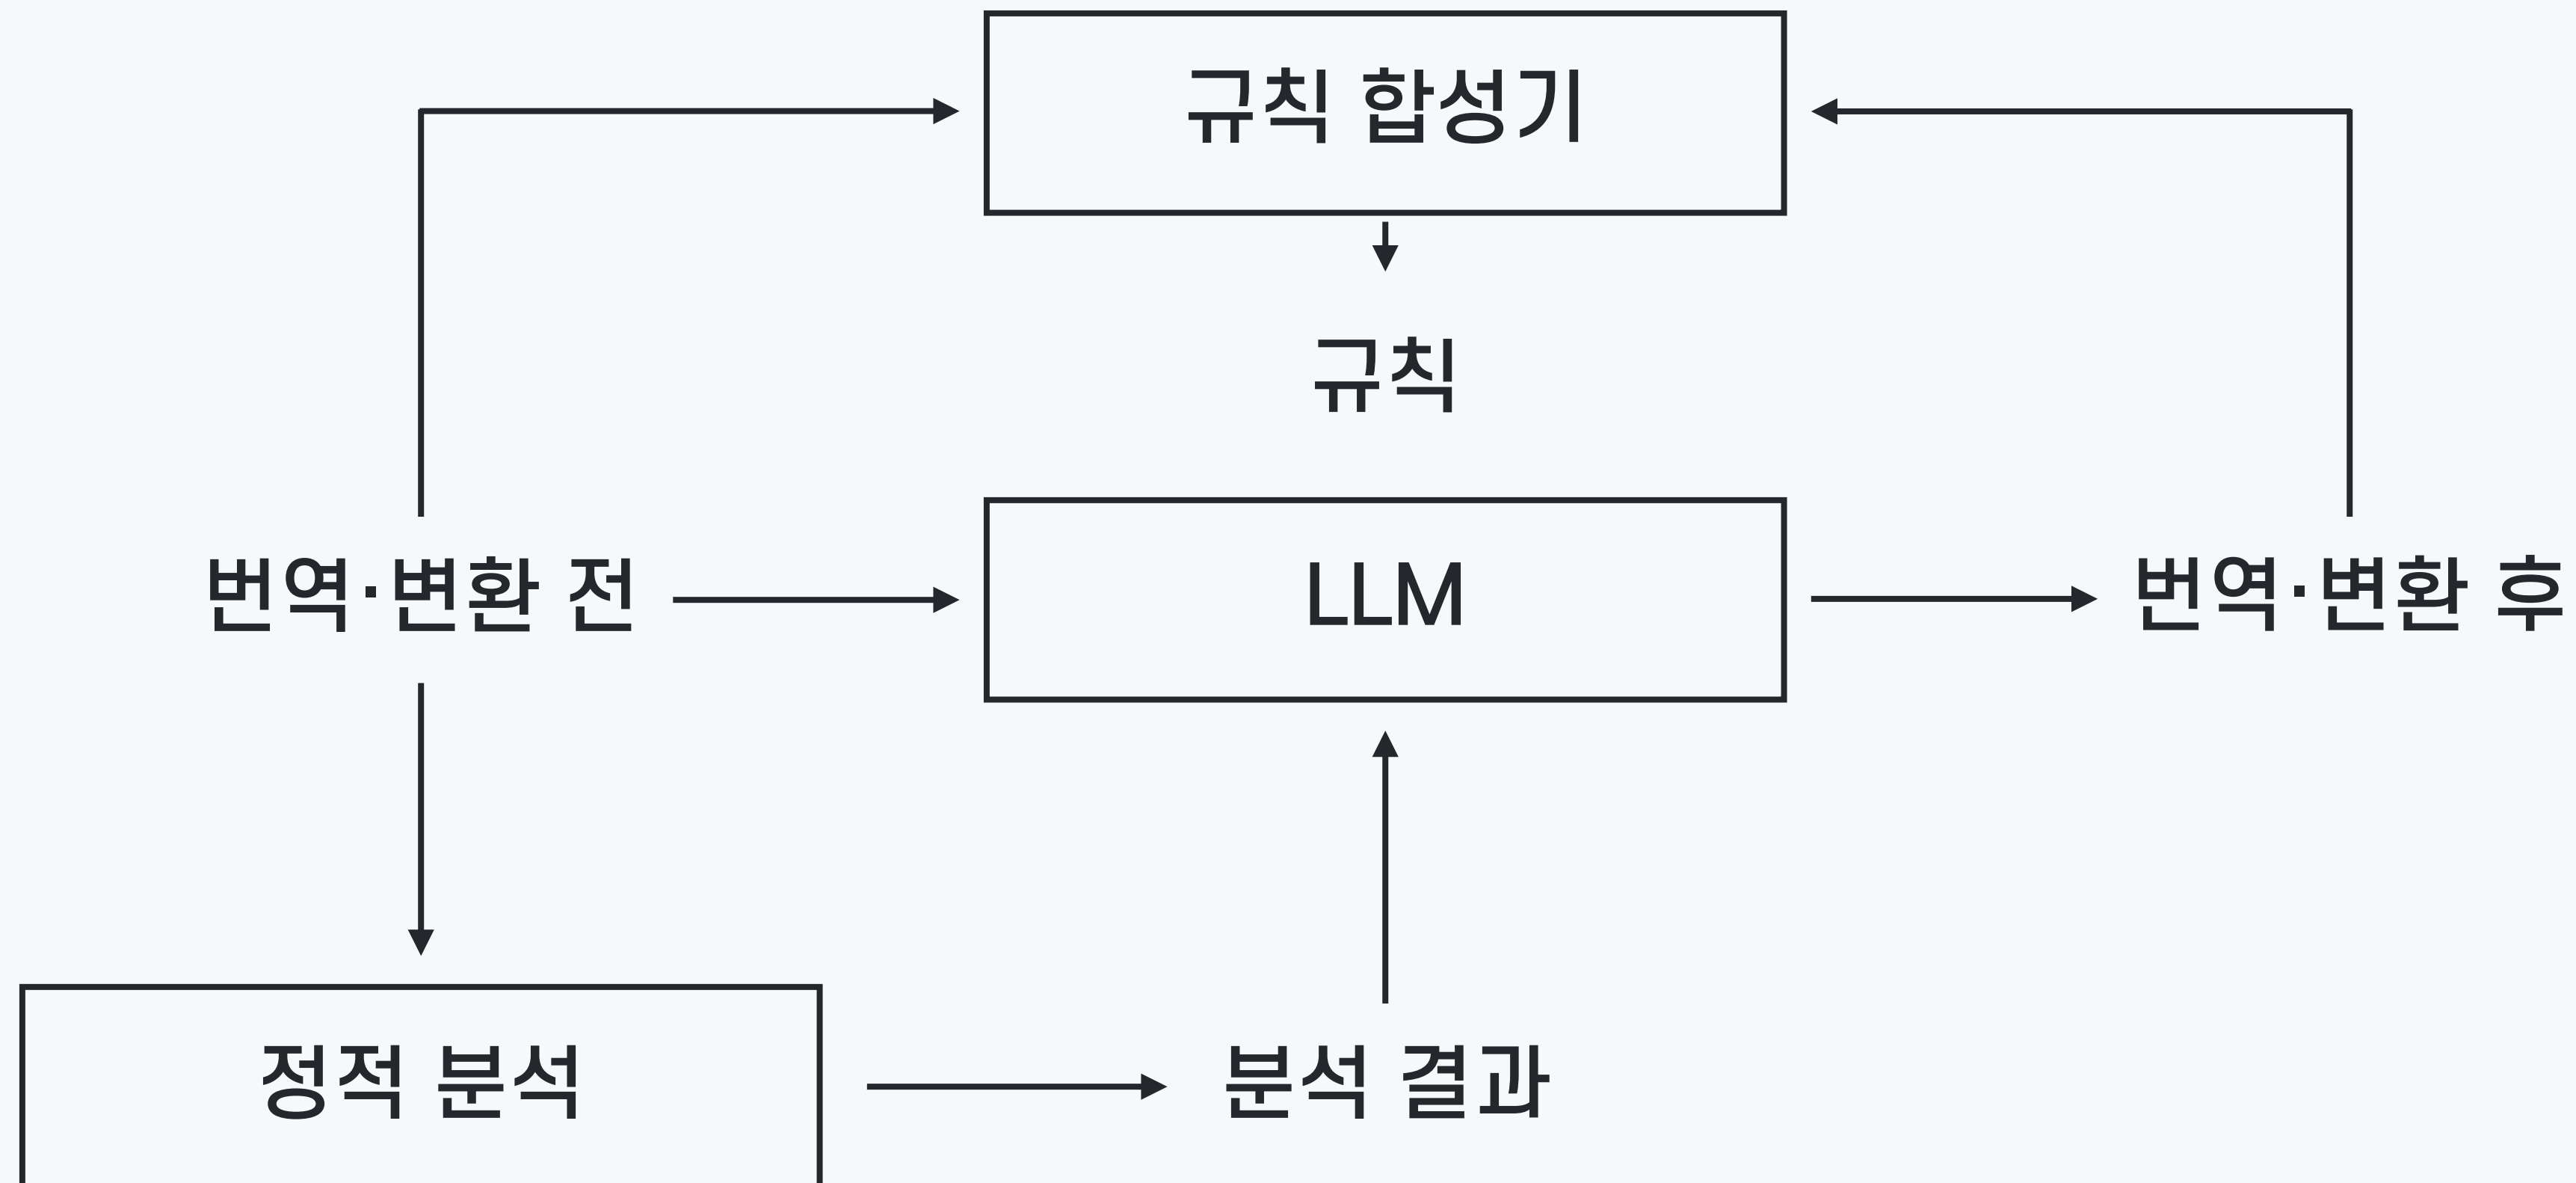 규칙 합성기
규칙
번역·변환 전
LLM
번역·변환 후
정적 분석
분석 결과